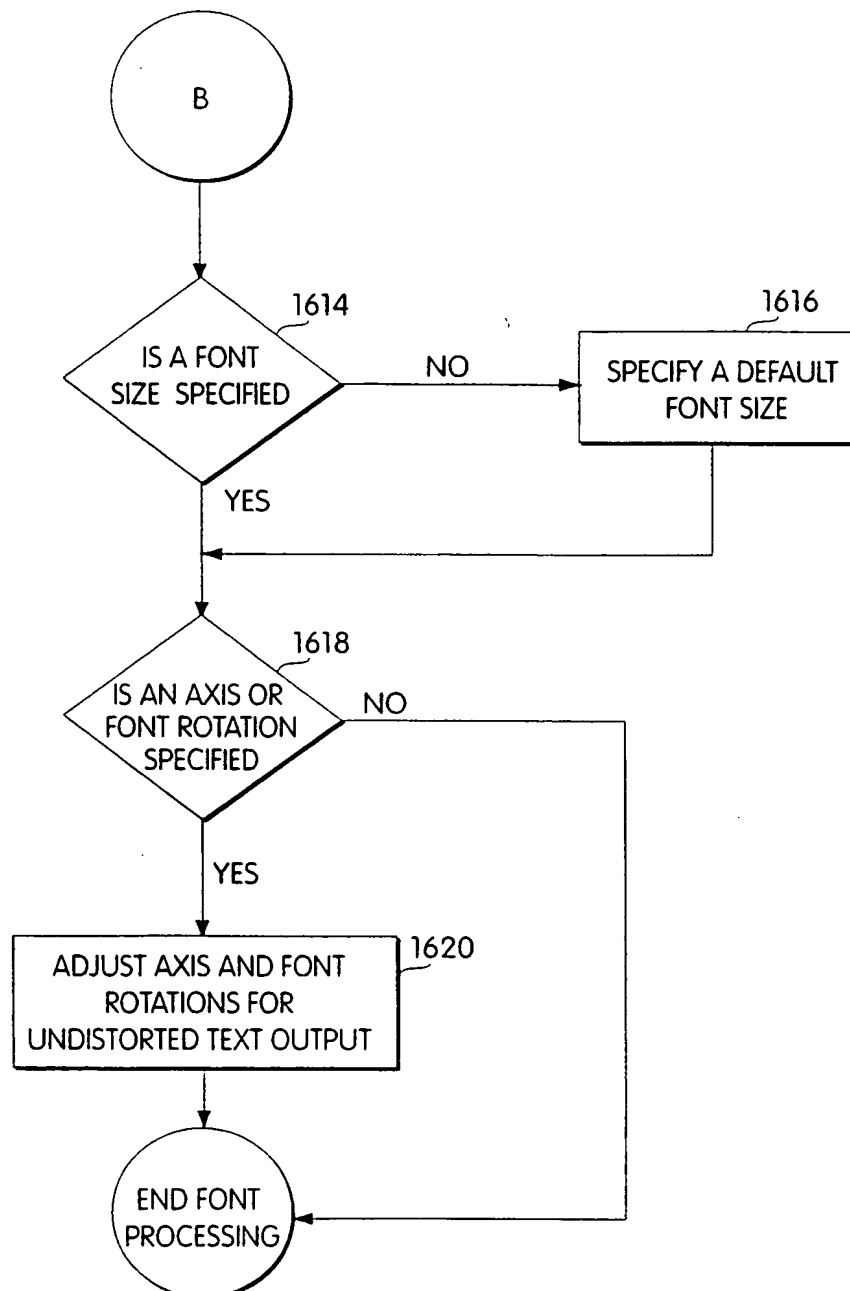 B
1614
IS A FONT
SIZE SPECIFIED
NO
1616
SPECIFY A DEFAULT
FONT SIZE
YES
1618
IS AN AXIS OR
FONT ROTATION
SPECIFIED
NO
YES
1620
ADJUST AXIS AND FONT
ROTATIONS FOR
UNDISTORTED TEXT OUTPUT
END FONT
PROCESSING